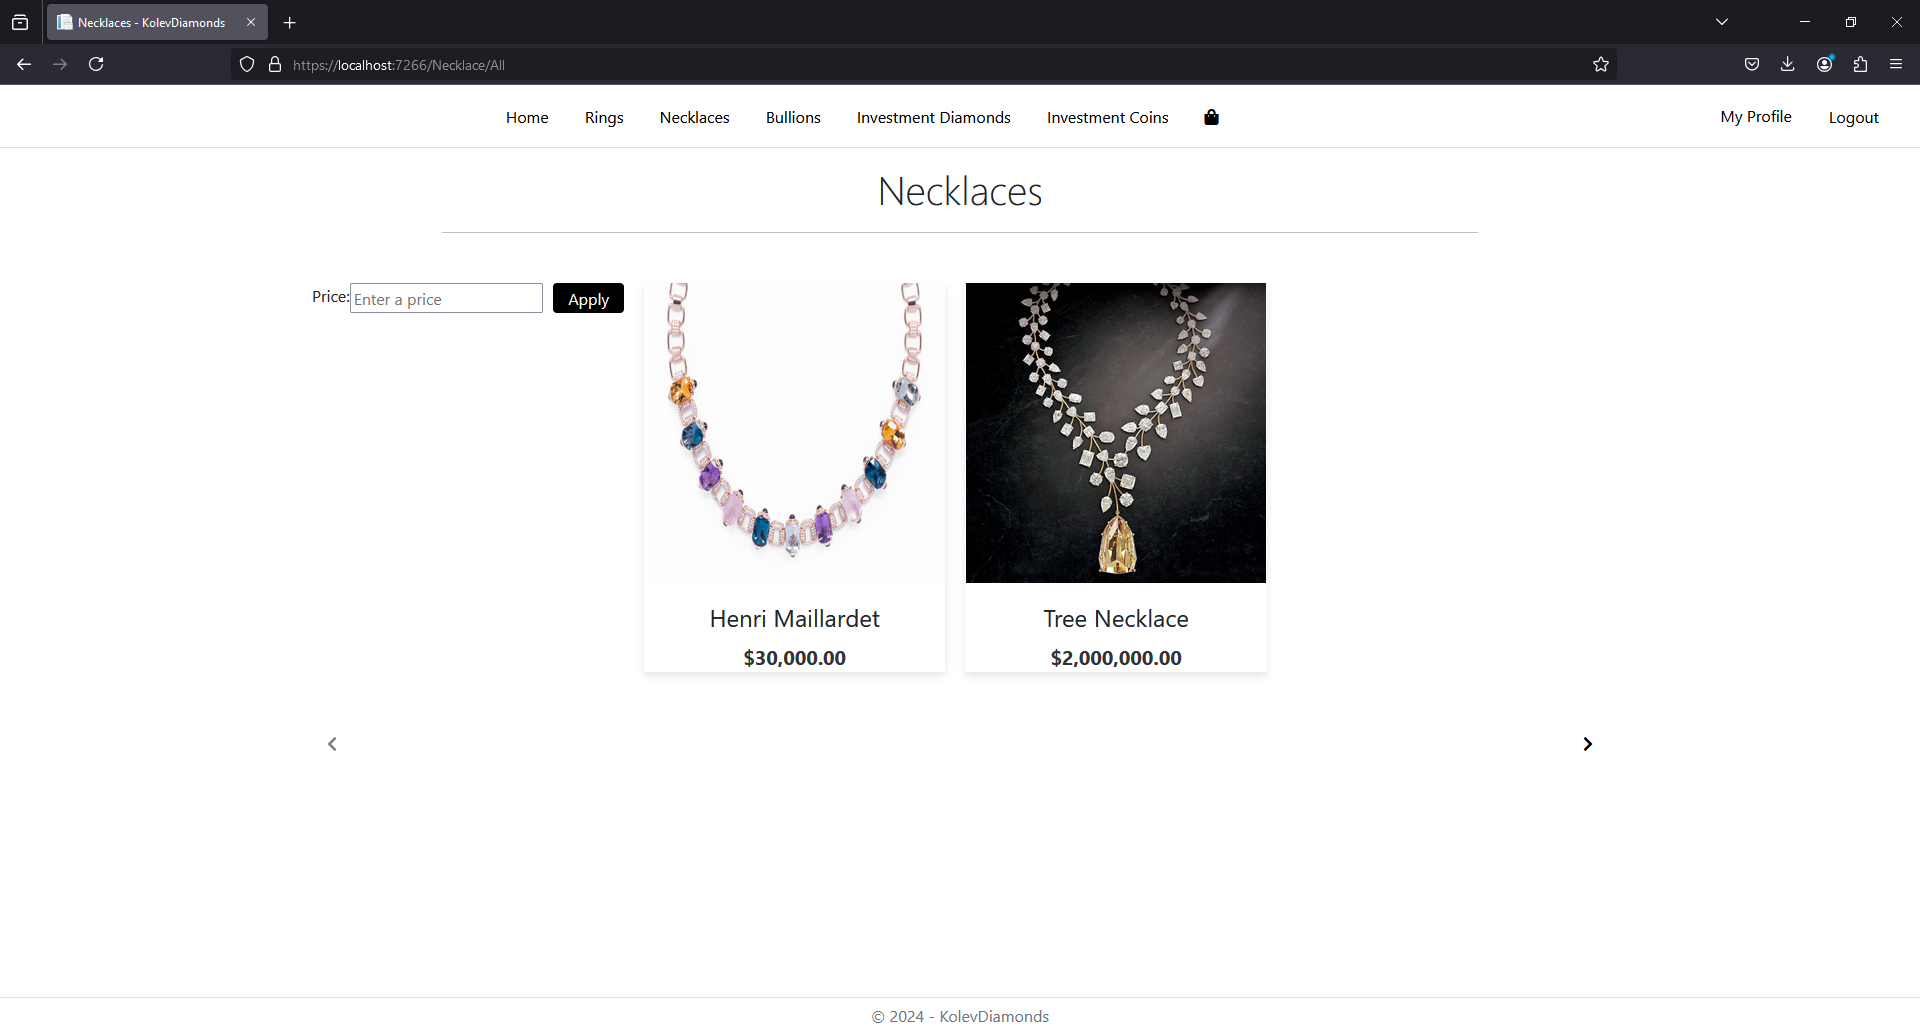 Necklaces - KolevDiamonds
https://localhost:7266/Necklace/All
Home Rings Necklaces Bullions Investment Diamonds Investment Coins My Profile Logout
Necklaces
Price: Enter a price Apply
Henri Maillardet
$30,000.00
Tree Necklace
$2,000,000.00
© 2024 - KolevDiamonds